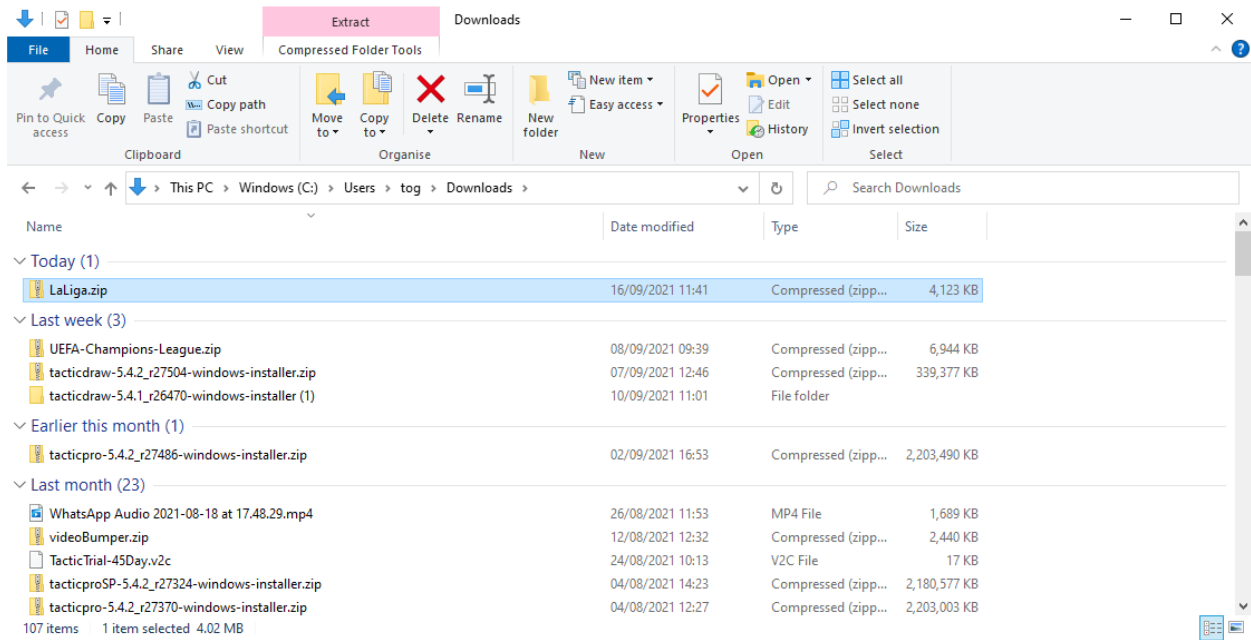 Extract Downloads
File Home Share View Compressed Folder Tools
Pin to Quick access
Copy
Paste
Cut
Copy path
Paste shortcut
Clipboard
Move to
Copy to
Delete
Rename
Organise
New folder
New item
Easy access
New
Properties
Open
Edit
History
Open
Select all
Select none
Invert selection
Select
This PC > Windows (C:) > Users > tog > Downloads >
Search Downloads
Name Date modified Type Size
Today (1)
LaLiga.zip 16/09/2021 11:41 Compressed (zipp... 4,123 KB
Last week (3)
UEFA-Champions-League.zip 08/09/2021 09:39 Compressed (zipp... 6,944 KB
tacticdraw-5.4.2_r27504-windows-installer.zip 07/09/2021 12:46 Compressed (zipp... 339,377 KB
tacticdraw-5.4.1_r26470-windows-installer (1) 10/09/2021 11:01 File folder
Earlier this month (1)
tacticpro-5.4.2_r27486-windows-installer.zip 02/09/2021 16:53 Compressed (zipp... 2,203,490 KB
Last month (23)
WhatsApp Audio 2021-08-18 at 17.48.29.mp4 26/08/2021 11:53 MP4 File 1,689 KB
videoBumper.zip 12/08/2021 12:32 Compressed (zipp... 2,440 KB
TacticTrial-45Day.v2c 24/08/2021 10:13 V2C File 17 KB
tacticproSP-5.4.2_r27324-windows-installer.zip 04/08/2021 14:23 Compressed (zipp... 2,180,577 KB
tacticpro-5.4.2_r27370-windows-installer.zip 04/08/2021 12:27 Compressed (zipp... 2,203,003 KB
107 items 1 item selected 4.02 MB